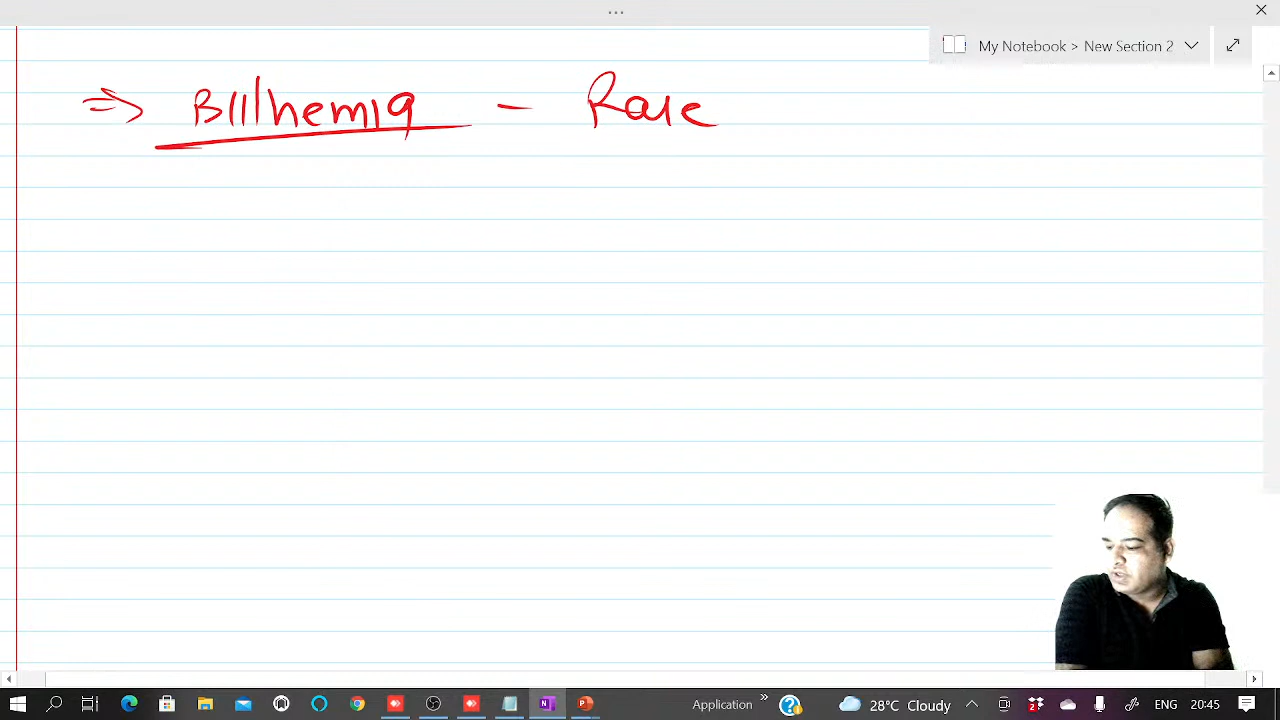 ...
My Notebook > New Section 2
⇒ Bilhemia - Rare
Application
28°C Cloudy
ENG
20:45